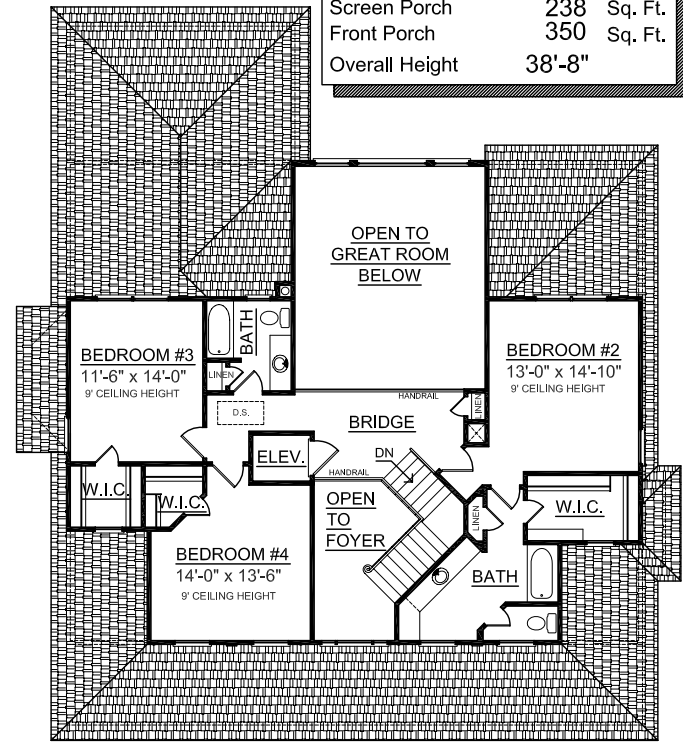 Screen Porch 238 Sq. Ft.
Front Porch 350 Sq. Ft.
Overall Height 38'-8"
OPEN TO
GREAT ROOM
BELOW
BATH
LINEN
BEDROOM #3
11'-6" x 14'-0"
9' CEILING HEIGHT
BEDROOM #2
13'-0" x 14'-10"
9' CEILING HEIGHT
HANDRAIL
LINEN
D.S.
BRIDGE
ELEV.
DN
HANDRAIL
W.I.C.
W.I.C.
OPEN
TO
FOYER
LINEN
W.I.C.
BEDROOM #4
14'-0" x 13'-6"
9' CEILING HEIGHT
BATH